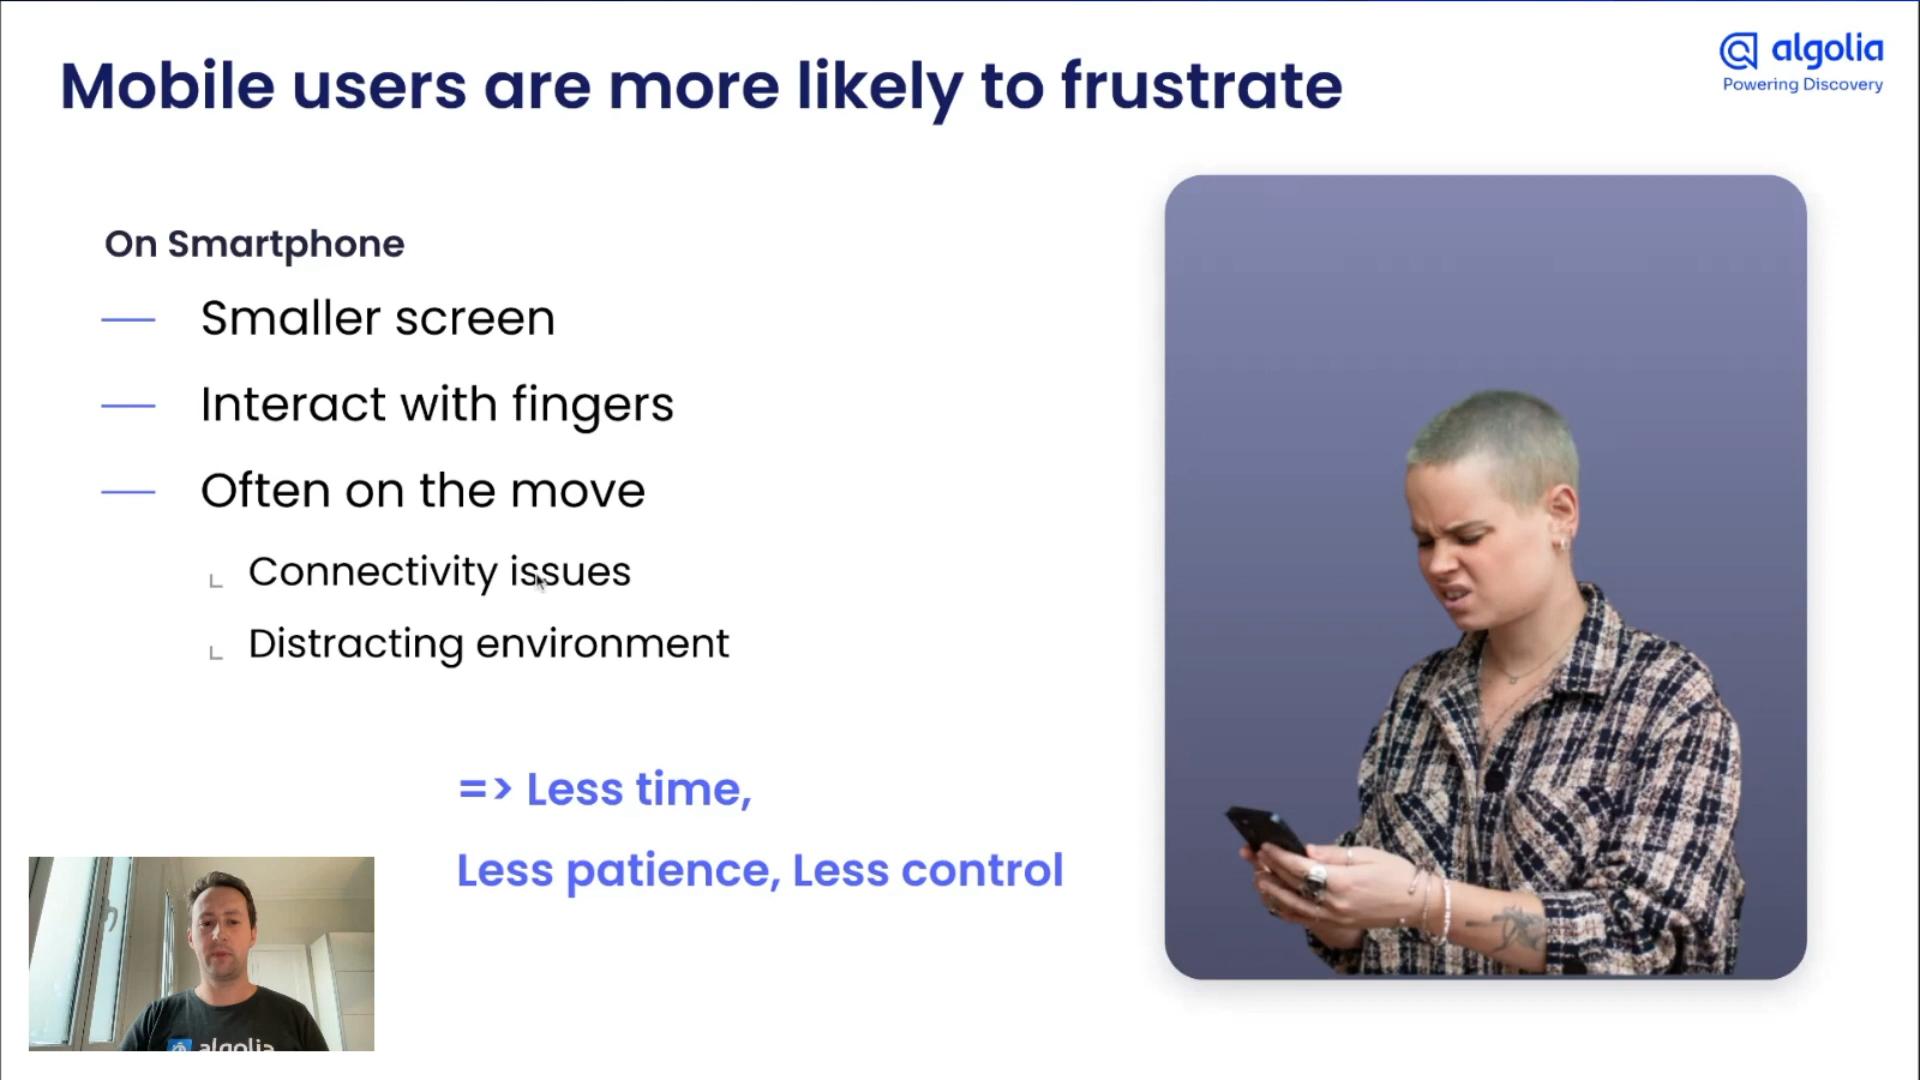 Mobile users are more likely to frustrate
algolia
Powering Discovery
On Smartphone
Smaller screen
Interact with fingers
Often on the move
Connectivity issues
Distracting environment
=> Less time,
Less patience, Less control
algolia